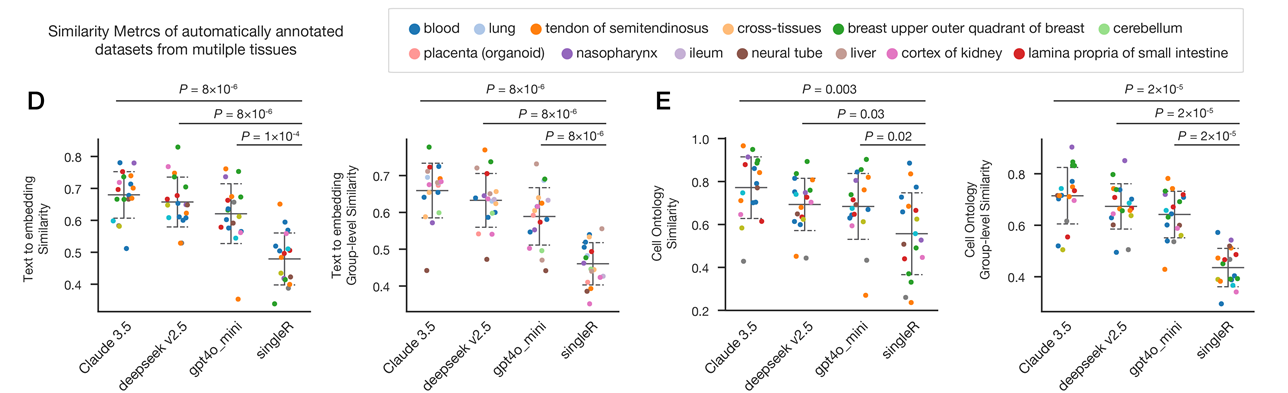 Similarity Metrcs of automatically annotated
datasets from mutilple tissues
blood lung tendon of semitendinosus cross-tissues breast upper outer quadrant of breast cerebellum
placenta (organoid) nasopharynx ileum neural tube liver cortex of kidney lamina propria of small intestine
D
P = 8×10⁻⁶
P = 8×10⁻⁶
P = 1×10⁻⁴
Text to embedding
Similarity
0.8
0.7
0.6
0.5
0.4
Claude 3.5
deepseek v2.5
gpt4o_mini
singleR
P = 8×10⁻⁶
P = 8×10⁻⁶
P = 8×10⁻⁶
Text to embedding
Group-level Similarity
0.7
0.6
0.5
0.4
Claude 3.5
deepseek v2.5
gpt4o_mini
singleR
E
P = 0.003
P = 0.03
P = 0.02
Cell Ontology
Similarity
1.0
0.8
0.6
0.4
0.2
Claude 3.5
deepseek v2.5
gpt4o_mini
singleR
P = 2×10⁻⁵
P = 2×10⁻⁵
P = 2×10⁻⁵
Cell Ontology
Group-level Similarity
0.8
0.6
0.4
Claude 3.5
deepseek v2.5
gpt4o_mini
singleR